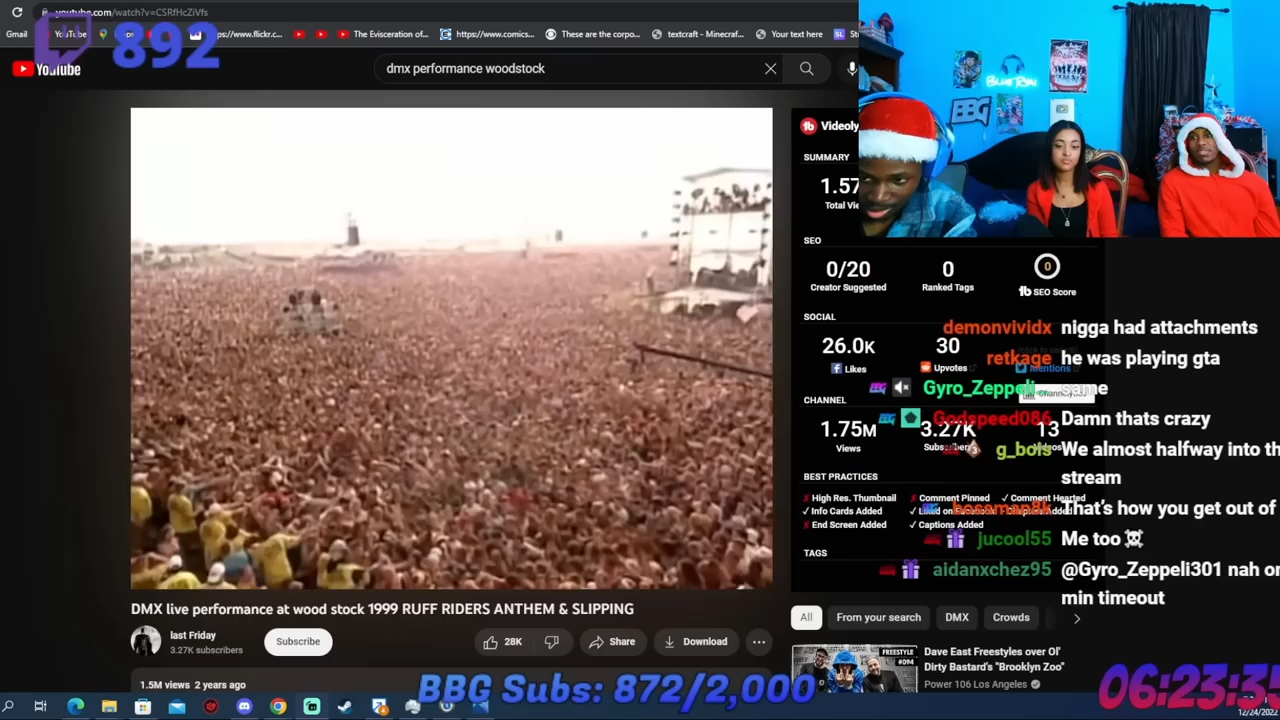 youtube.com/watch?v=CSRfHcZiVfs
Gmail
YouTube
https://www.flickr.c...
The Evisceration of...
https://www.comics...
These are the corpo...
textcraft - Minecraf...
Your text here
892
YouTube
dmx performance woodstock
BLUE
BBG
SUMMARY
SEO
0/20
0
0
Creator Suggested
Ranked Tags
SEO Score
SOCIAL
26.0K
30
Likes
Upvotes
Mentions
CHANNEL
1.75M
3.27K
13
Views
Subscribers
BEST PRACTICES
✗ High Res. Thumbnail
✗ Comment Pinned
✓ Comment Hearted
✓ Info Cards Added
✗ End Screen Added
✓ Captions Added
TAGS
demonvividx nigga had attachments
retkage he was playing gta
Gyro_Zeppeli same
Godspeed086 Damn thats crazy
g_bois We almost halfway into th
stream
bossman8k That's how you get out of
jucool55 Me too
aidanxchez95 @Gyro_Zeppeli301 nah
min timeout
DMX live performance at wood stock 1999 RUFF RIDERS ANTHEM & SLIPPING
last Friday
3.27K subscribers
Subscribe
28K
Share
Download
1.5M views 2 years ago
All
From your search
DMX
Crowds
FREESTYLE
#094
Dave East Freestyles over Ol'
Dirty Bastard's "Brooklyn Zoo"
Power 106 Los Angeles
BBG Subs: 872/2,000
06:23:35
12/24/2022